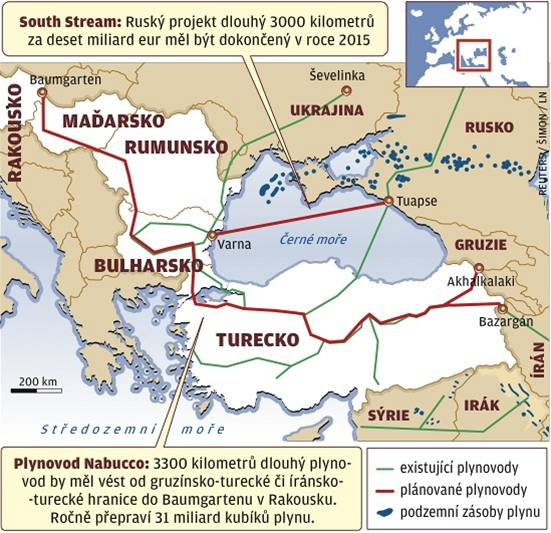 South Stream: Ruský projekt dlouhý 3000 kilometrů
za deset miliard eur měl být dokončený v roce 2015
Baumgarten
Ševelinka
RAKOUSKO
MAĎARSKO
UKRAJINA
RUMUNSKO
RUSKO
REUTERS / ŠIMON / LN
Tuapse
Varna
Černé moře
GRUZIE
BULHARSKO
Akhalkalaki
Bazargán
TURECKO
ÍRÁN
200 km
SÝRIE
IRÁK
Středozemní moře
Plynovod Nabucco: 3300 kilometrů dlouhý plyno-
vod by měl vést od gruzínsko-turecké či íránsko-
-turecké hranice do Baumgartenu v Rakousku.
Ročně přepraví 31 miliard kubíků plynu.
existující plynovody
plánované plynovody
podzemní zásoby plynu